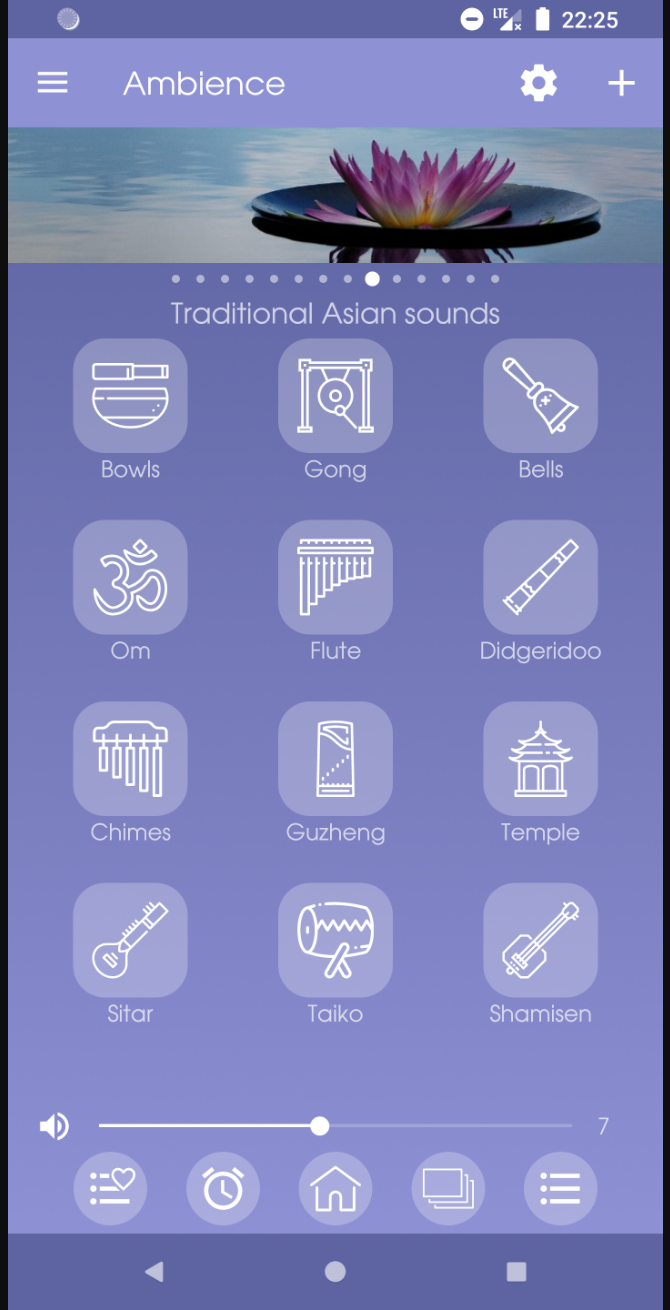 LTE 22:25
Ambience
Traditional Asian sounds
Bowls Gong Bells
Om Flute Didgeridoo
Chimes Guzheng Temple
Sitar Taiko Shamisen
7